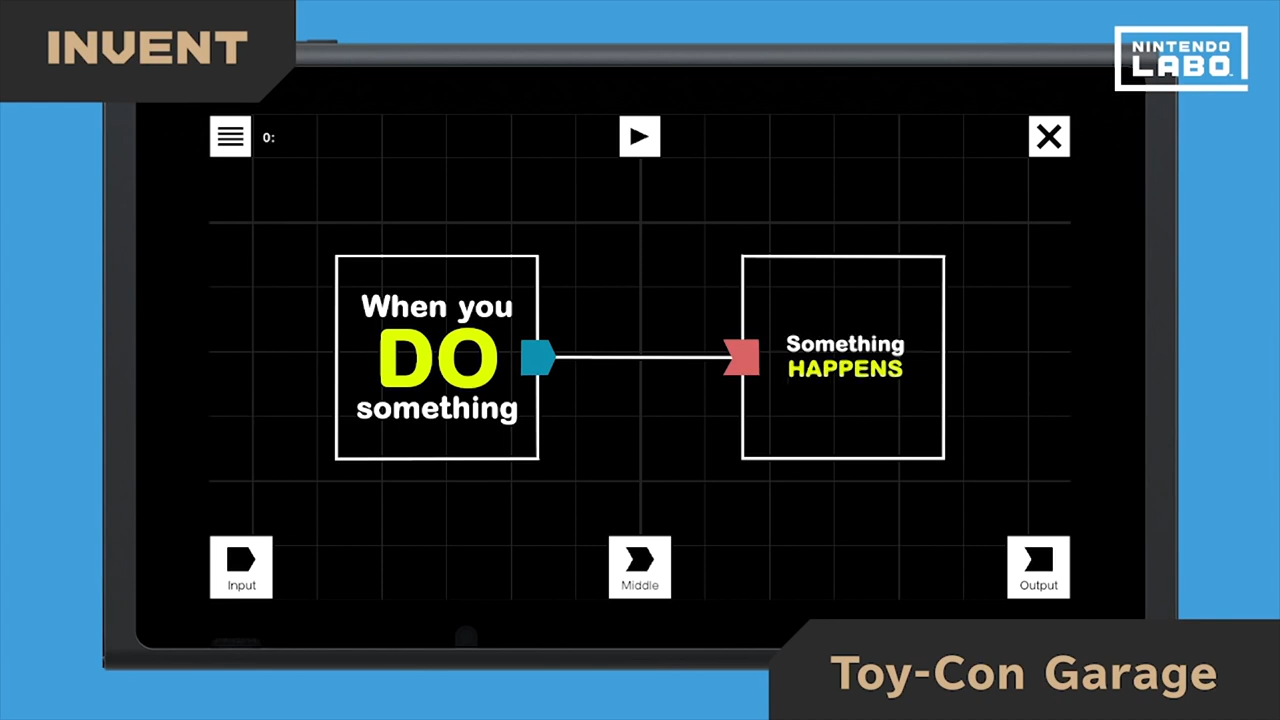 INVENT
NINTENDO
LABO
0:
When you
DO
something
Something
HAPPENS
Input
Middle
Output
Toy-Con Garage